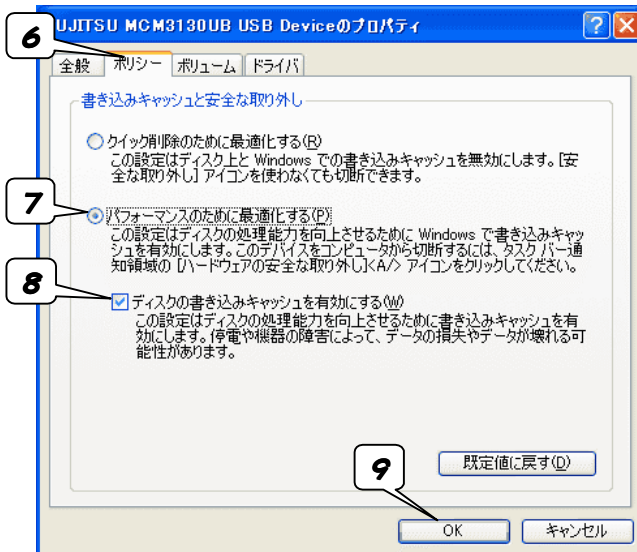 6
UJITSU MCM3130UB USB Deviceのプロパティ
全般 ポリシー ボリューム ドライバ
書き込みキャッシュと安全な取り外し
クイック削除のために最適化する(R)
この設定はディスク上と Windows での書き込みキャッシュを無効にします。[安
全な取り外し] アイコンを使わなくても切断できます。
7
パフォーマンスのために最適化する(P)
この設定はディスクの処理能力を向上させるために Windows で書き込みキャッ
シュを有効にします。このデバイスをコンピュータから切断するには、タスク バー通
知領域の [ハードウェアの安全な取り外し]<A/> アイコンをクリックしてください。
8
ディスクの書き込みキャッシュを有効にする(W)
この設定はディスクの処理能力を向上させるために書き込みキャッシュを有
効にします。停電や機器の障害によって、データの損失やデータが壊れる可
能性があります。
9
既定値に戻す(D)
OK キャンセル